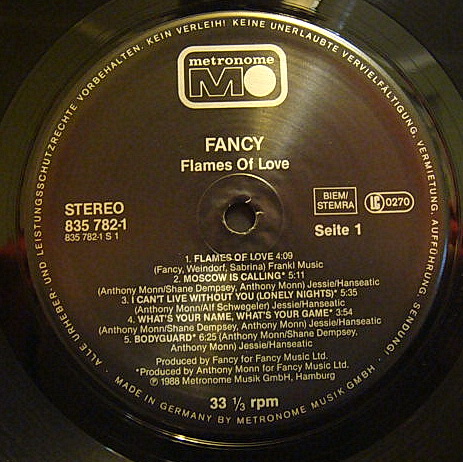 ALLE URHEBER- UND LEISTUNGSSCHUTZRECHTE VORBEHALTEN. KEIN VERLEIH! KEINE UNERLAUBTE VERVIELFÄLTIGUNG, VERMIETUNG, AUFFÜHRUNG, SENDUNG!
metronome
M
FANCY
Flames Of Love
STEREO
835 782-1
835 782-1 S 1
BIEM/
STEMRA
LC 0270
Seite 1
1. FLAMES OF LOVE 4:09
(Fancy, Weindorf, Sabrina) Frankl Music
2. MOSCOW IS CALLING* 5:11
(Anthony Monn/Shane Dempsey, Anthony Monn) Jessie/Hanseatic
3. I CAN'T LIVE WITHOUT YOU (LONELY NIGHTS)* 5:35
(Anthony Monn/Alf Schwegeler) Jessie/Hanseatic
4. WHAT'S YOUR NAME, WHAT'S YOUR GAME* 3:54
(Anthony Monn/Shane Dempsey, Anthony Monn) Jessie/Hanseatic
5. BODYGUARD* 6:25 (Anthony Monn/Shane Dempsey,
Anthony Monn) Jessie/Hanseatic
Produced by Fancy for Fancy Music Ltd.
*Produced by Anthony Monn for Fancy Music Ltd.
℗ 1988 Metronome Musik GmbH, Hamburg
33 1/3 rpm
MADE IN GERMANY BY METRONOME MUSIK GMBH